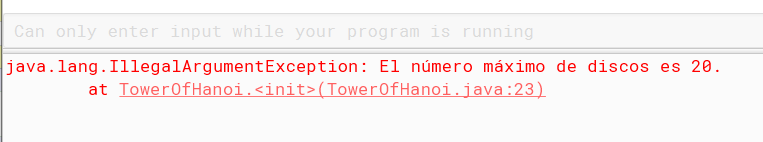 Can only enter input while your program is running
java.lang.IllegalArgumentException: El número máximo de discos es 20.
at TowerOfHanoi.<init>(TowerOfHanoi.java:23)